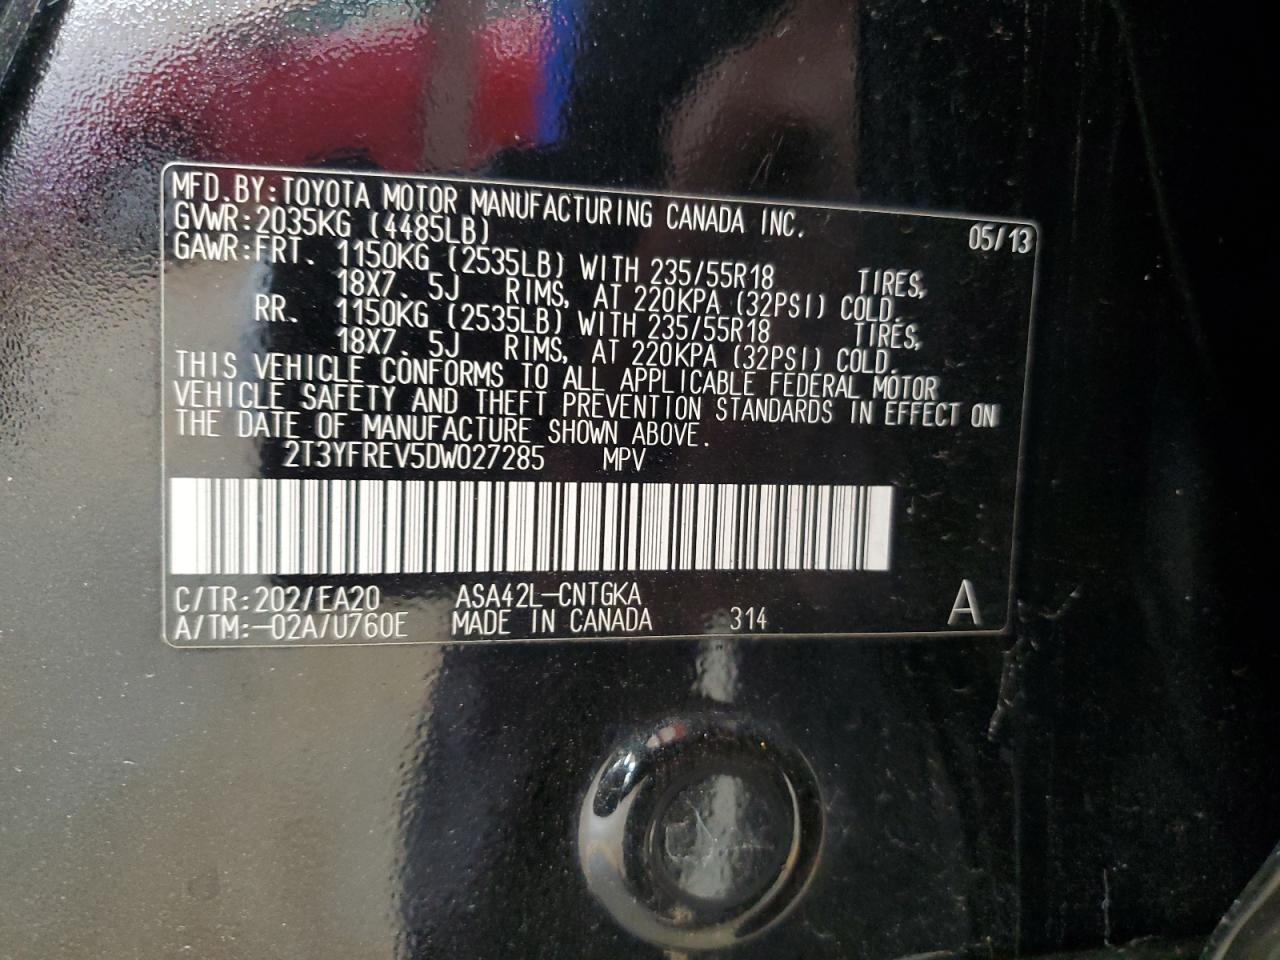 MFD.BY:TOYOTA MOTOR MANUFACTURING CANADA INC.
GVWR:2035KG (4485LB) 05/13
GAWR:FRT. 1150KG (2535LB) WITH 235/55R18 TIRES,
18X7.5J RIMS, AT 220KPA (32PSI) COLD.
RR. 1150KG (2535LB) WITH 235/55R18 TIRES,
18X7.5J RIMS, AT 220KPA (32PSI) COLD.
THIS VEHICLE CONFORMS TO ALL APPLICABLE FEDERAL MOTOR
VEHICLE SAFETY AND THEFT PREVENTION STANDARDS IN EFFECT ON
THE DATE OF MANUFACTURE SHOWN ABOVE.
2T3YFREV5DW027285 MPV
C/TR:202/EA20 ASA42L-CNTGKA A
A/TM:-02A/U760E MADE IN CANADA 314